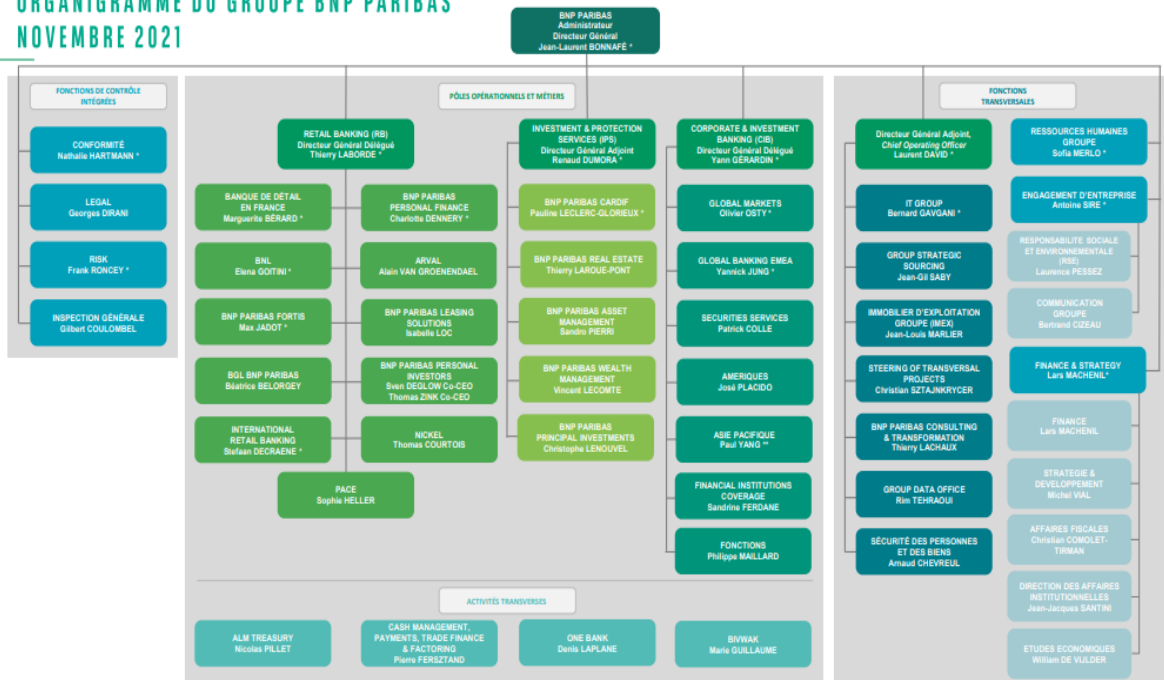 ORGANIGRAMME DU GROUPE BNP PARIBAS
NOVEMBRE 2021
BNP PARIBAS
Administrateur
Directeur Général
Jean-Laurent BONNAFÉ *
FONCTIONS DE CONTRÔLE
INTÉGRÉES
CONFORMITÉ
Nathalie HARTMANN *
LEGAL
Georges DIRANI
RISK
Frank RONCEY *
INSPECTION GÉNÉRALE
Gilbert COULOMBEL
PÔLES OPÉRATIONNELS ET MÉTIERS
RETAIL BANKING (RB)
Directeur Général Délégué
Thierry LABORDE *
BANQUE DE DÉTAIL
EN FRANCE
Marguerite BÉRARD *
BNL
Elena GOITINI *
BNP PARIBAS FORTIS
Max JADOT *
BGL BNP PARIBAS
Béatrice BELORGEY
INTERNATIONAL
RETAIL BANKING
Stefaan DECRAENE *
BNP PARIBAS
PERSONAL FINANCE
Charlotte DENNERY *
ARVAL
Alain VAN GROENENDAEL
BNP PARIBAS LEASING
SOLUTIONS
Isabelle LOC
BNP PARIBAS PERSONAL
INVESTORS
Sven DEGLOW Co-CEO
Thomas ZINK Co-CEO
NICKEL
Thomas COURTOIS
PACE
Sophie HELLER
INVESTMENT & PROTECTION
SERVICES (IPS)
Directeur Général Adjoint
Renaud DUMORA *
BNP PARIBAS CARDIF
Pauline LECLERC-GLORIEUX *
BNP PARIBAS REAL ESTATE
Thierry LAROUE-PONT
BNP PARIBAS ASSET
MANAGEMENT
Sandro PIERRI
BNP PARIBAS WEALTH
MANAGEMENT
Vincent LECOMTE
BNP PARIBAS
PRINCIPAL INVESTMENTS
Christophe LENOUVEL
CORPORATE & INVESTMENT
BANKING (CIB)
Directeur Général Délégué
Yann GÉRARDIN *
GLOBAL MARKETS
Olivier OSTY *
GLOBAL BANKING EMEA
Yannick JUNG *
SECURITIES SERVICES
Patrick COLLE
AMERIQUES
José PLACIDO
ASIE PACIFIQUE
Paul YANG **
FINANCIAL INSTITUTIONS
COVERAGE
Sandrine FERDANE
FONCTIONS
Philippe MAILLARD
ACTIVITÉS TRANSVERSES
ALM TREASURY
Nicolas PILLET
CASH MANAGEMENT,
PAYMENTS, TRADE FINANCE
& FACTORING
Pierre FERSZTAND
ONE BANK
Denis LAPLANE
BIVWAK
Marie GUILLAUME
FONCTIONS
TRANSVERSALES
Directeur Général Adjoint,
Chief Operating Officer
Laurent DAVID *
IT GROUP
Bernard GAVGANI *
GROUP STRATEGIC
SOURCING
Jean-Gil SABY
IMMOBILIER D'EXPLOITATION
GROUPE (IMEX)
Jean-Louis MARLIER
STEERING OF TRANSVERSAL
PROJECTS
Christian SZTAJNKRYCER
BNP PARIBAS CONSULTING
& TRANSFORMATION
Thierry LACHAUX
GROUP DATA OFFICE
Rim TEHRAOUI
SÉCURITÉ DES PERSONNES
ET DES BIENS
Arnaud CHEVREUL
RESSOURCES HUMAINES
GROUPE
Sofia MERLO *
ENGAGEMENT D'ENTREPRISE
Antoine SIRE *
RESPONSABILITE SOCIALE
ET ENVIRONNEMENTALE
(RSE)
Laurence PESSEZ
COMMUNICATION
GROUPE
Bertrand CIZEAU
FINANCE & STRATEGY
Lars MACHENIL*
FINANCE
Lars MACHENIL
STRATEGIE &
DEVELOPPEMENT
Michel VIAL
AFFAIRES FISCALES
Christian COMOLET-
TIRMAN
DIRECTION DES AFFAIRES
INSTITUTIONNELLES
Jean-Jacques SANTINI
ETUDES ECONOMIQUES
William DE VIJLDER